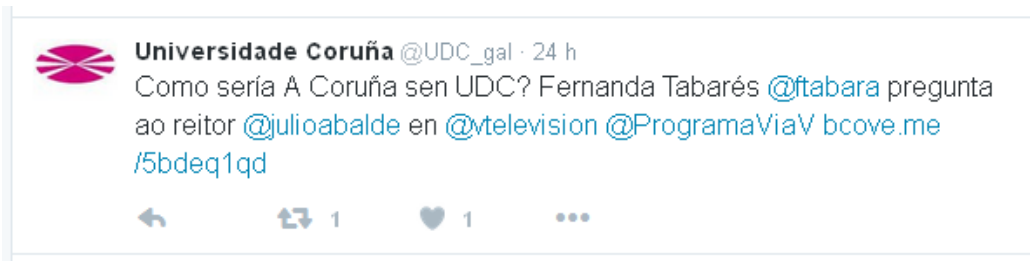 Universidade Coruña @UDC_gal · 24 h
Como sería A Coruña sen UDC? Fernanda Tabarés @ftabara pregunta
ao reitor @julioabalde en @vtelevision @ProgramaViaV bcove.me
/5bdeq1qd
1 1